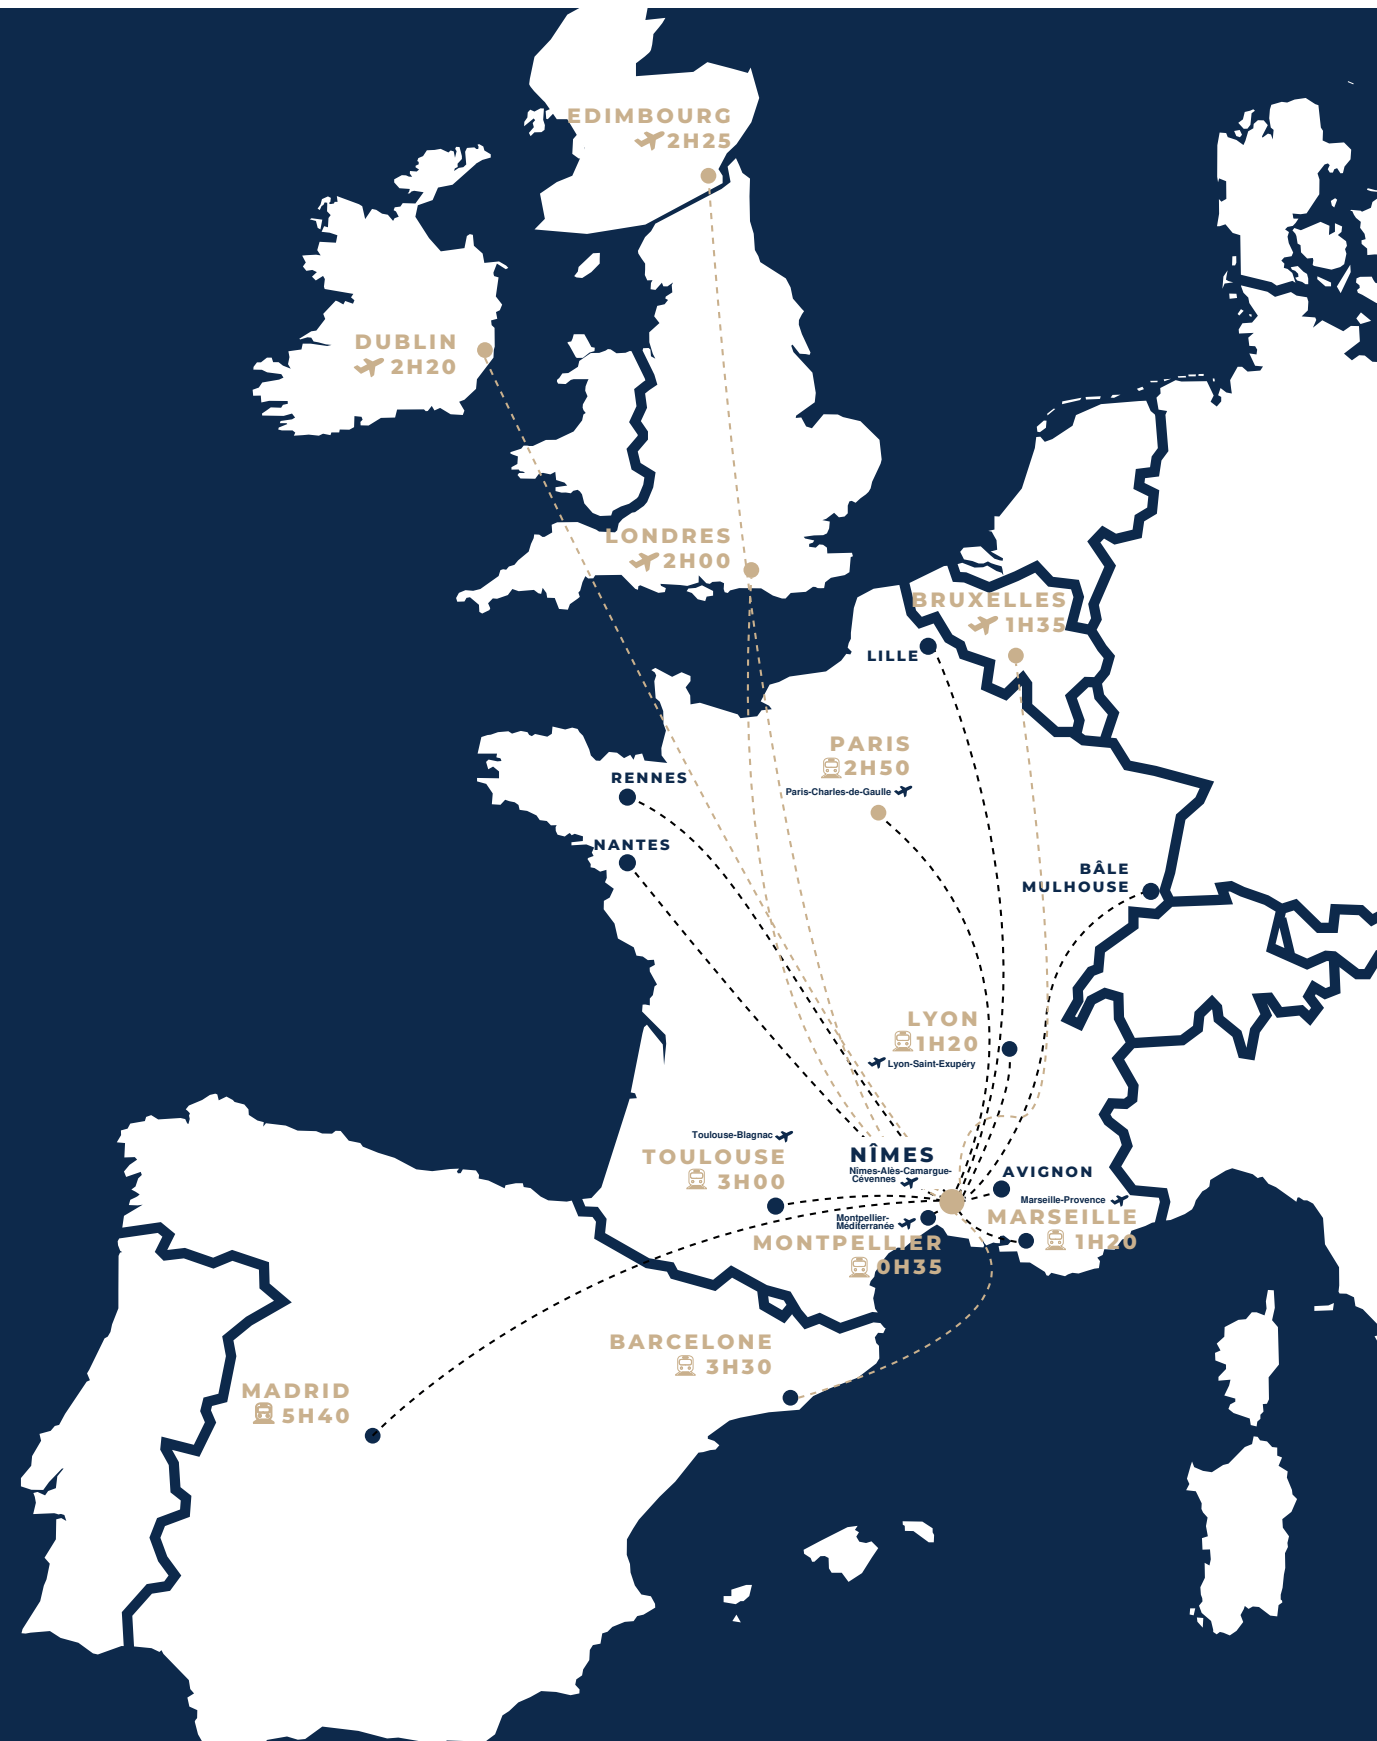 EDIMBOURG
2H25
DUBLIN
2H20
LONDRES
2H00
BRUXELLES
1H35
LILLE
PARIS
2H50
Paris-Charles-de-Gaulle
RENNES
NANTES
BÂLE
MULHOUSE
LYON
1H20
Lyon-Saint-Exupéry
Toulouse-Blagnac
TOULOUSE
3H00
NÎMES
Nîmes-Alès-Camargue-
Cévennes
AVIGNON
Marseille-Provence
MARSEILLE
1H20
Montpellier-
Méditerranée
MONTPELLIER
0H35
BARCELONE
3H30
MADRID
5H40